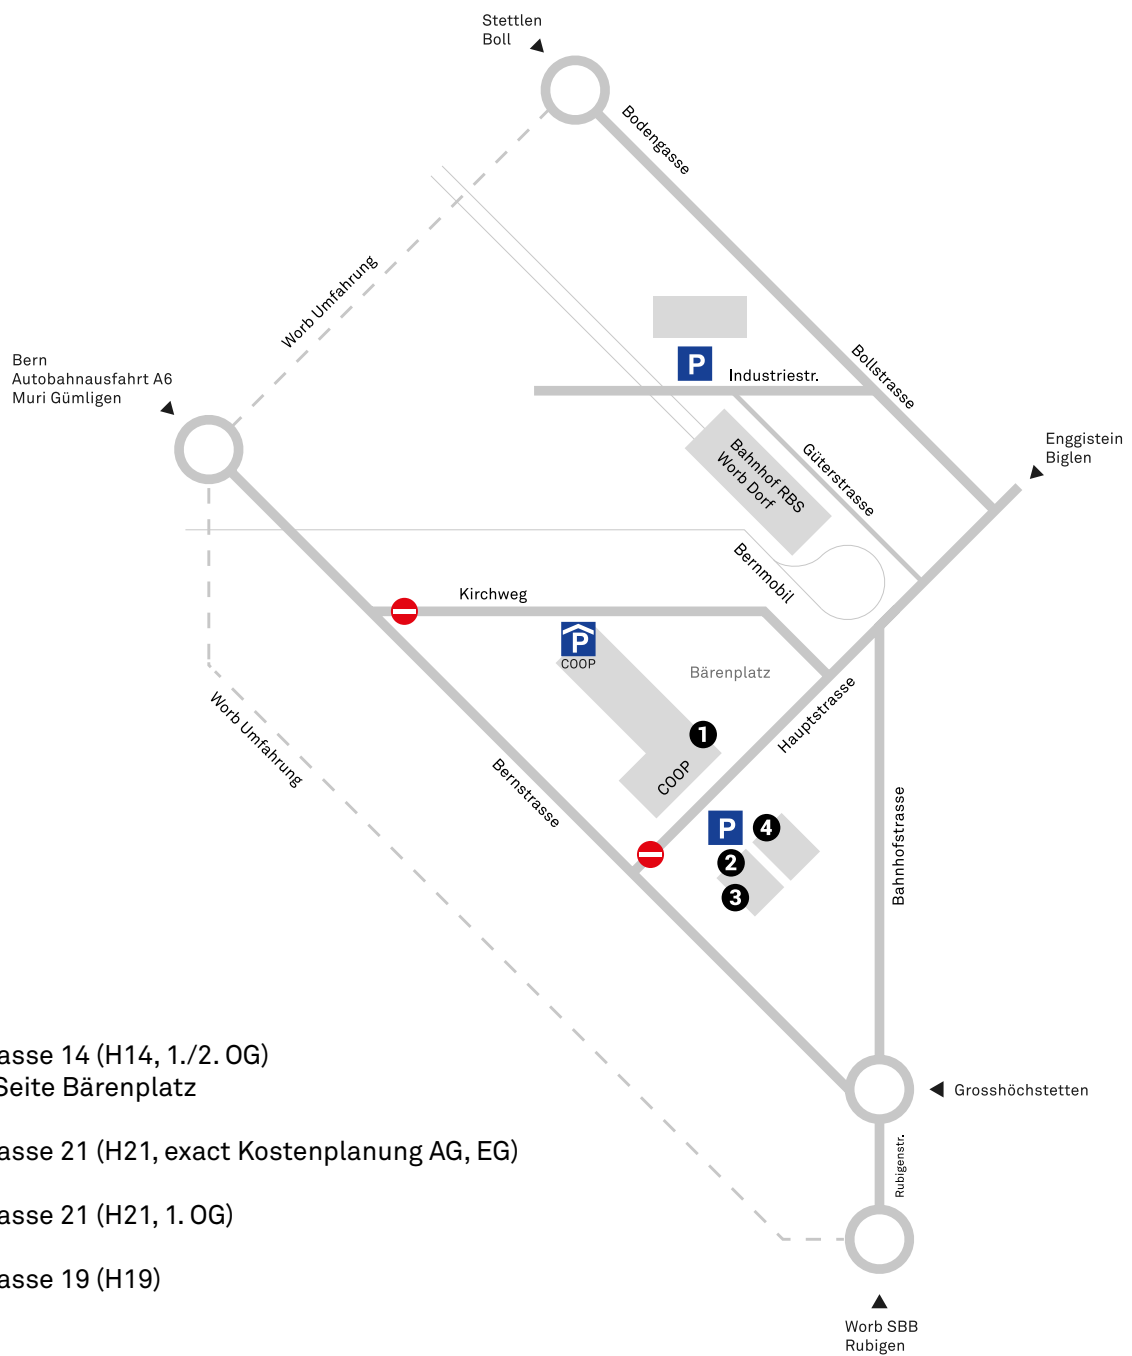 Stettlen
Boll
Bodengasse
Worb Umfahrung
Bern
Autobahnausfahrt A6
Muri Gümligen
P
Industriestr.
Bollstrasse
Enggistein
Biglen
Bahnhof RBS
Worb Dorf
Güterstrasse
Bernmobil
Kirchweg
P
COOP
Bärenplatz
Hauptstrasse
1
COOP
Worb Umfahrung
Bernstrasse
P
4
2
3
Bahnhofstrasse
asse 14 (H14, 1./2. OG)
Seite Bärenplatz
asse 21 (H21, exact Kostenplanung AG, EG)
asse 21 (H21, 1. OG)
asse 19 (H19)
Grosshöchstetten
Rubigenstr.
Worb SBB
Rubigen